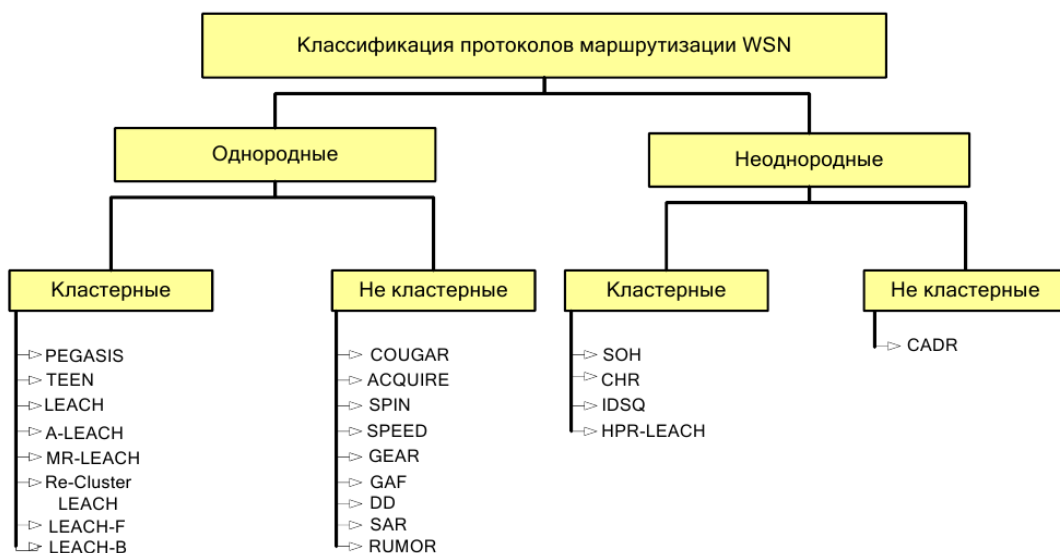 Классификация протоколов маршрутизации WSN
Однородные
Неоднородные
Кластерные
Не кластерные
Кластерные
Не кластерные
PEGASIS
TEEN
LEACH
A-LEACH
MR-LEACH
Re-Cluster
LEACH
LEACH-F
LEACH-B
COUGAR
ACQUIRE
SPIN
SPEED
GEAR
GAF
DD
SAR
RUMOR
SOH
CHR
IDSQ
HPR-LEACH
CADR